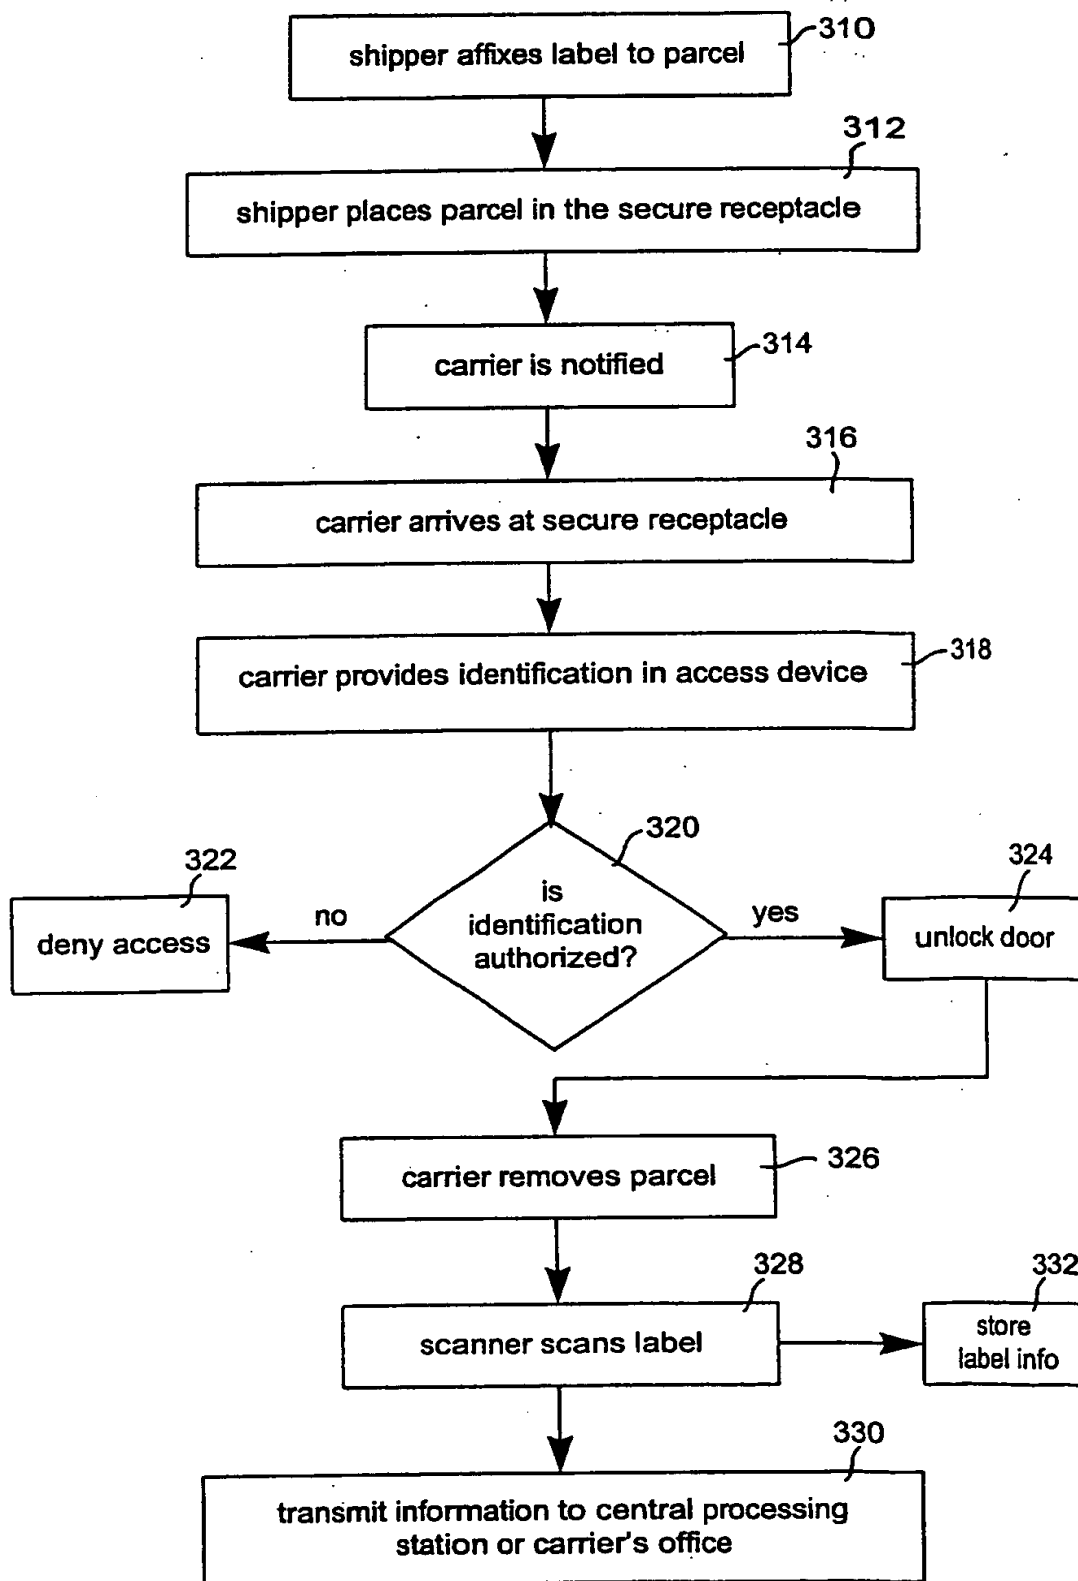 310
shipper affixes label to parcel
312
shipper places parcel in the secure receptacle
314
carrier is notified
316
carrier arrives at secure receptacle
318
carrier provides identification in access device
320
322
324
is
identification
authorized?
no
yes
deny access
unlock door
carrier removes parcel
326
328
332
scanner scans label
store
label info
330
transmit information to central processing
station or carrier's office